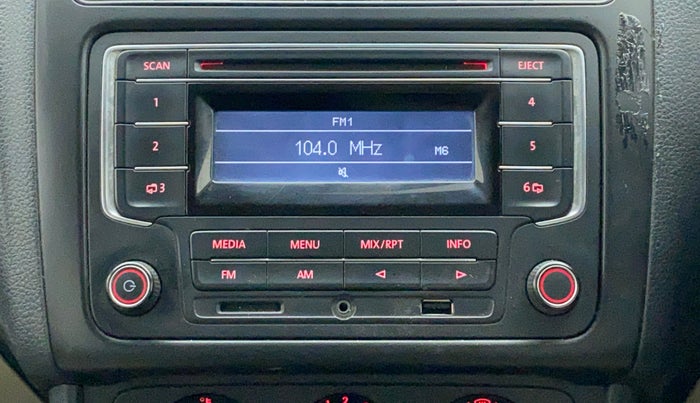 SCAN EJECT
FM1
1 4
104.0 MHz M6
2 5
3 6
MEDIA MENU MIX/RPT INFO
FM AM
2